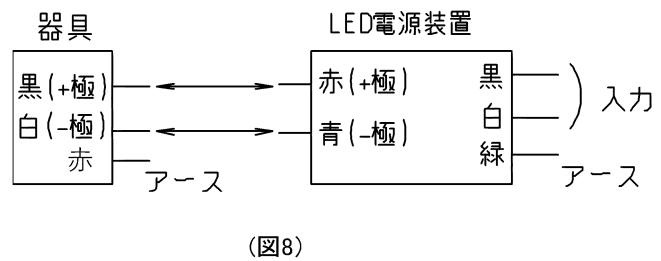 器具
LED電源装置
黒(+極)
白(-極)
赤
アース
赤(+極)
青(-極)
黒
白
緑
入力
アース
(図8)